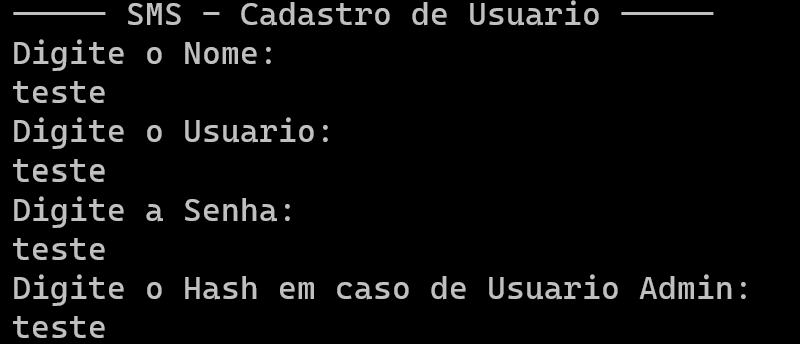 ───── SMS - Cadastro de Usuario ─────
Digite o Nome:
teste
Digite o Usuario:
teste
Digite a Senha:
teste
Digite o Hash em caso de Usuario Admin:
teste